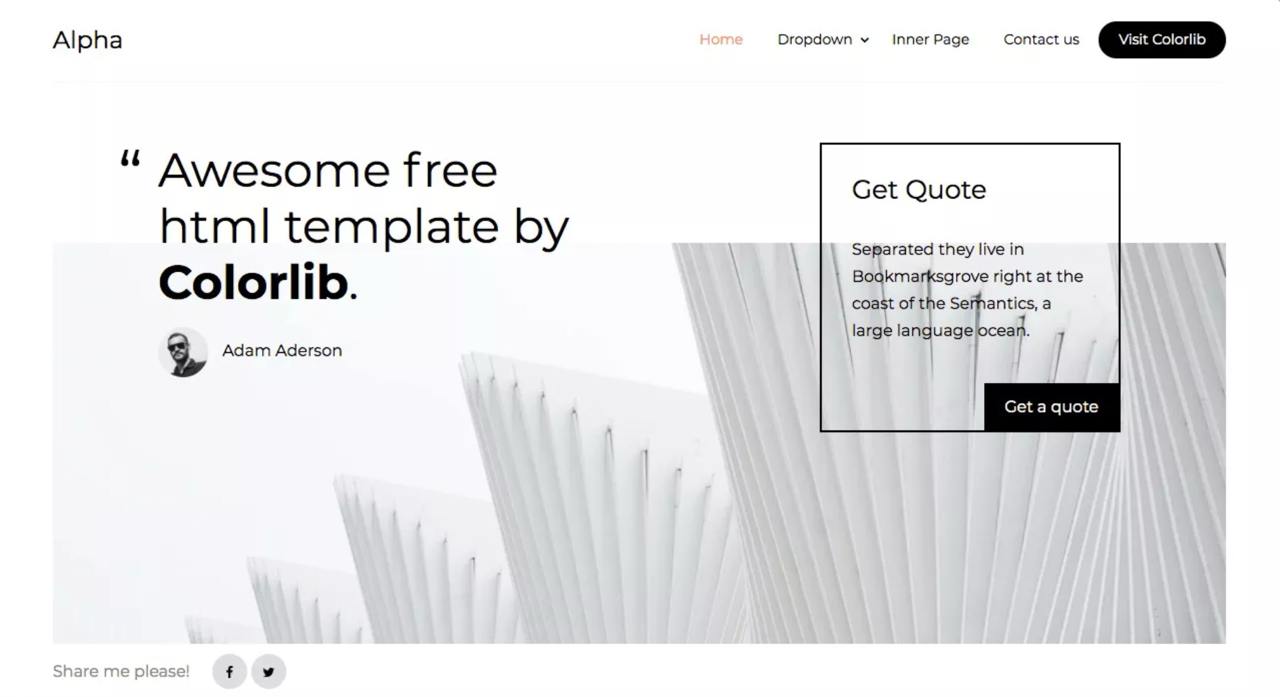 Alpha
Home Dropdown Inner Page Contact us Visit Colorlib
“ Awesome free
html template by
Colorlib.
Adam Aderson
Get Quote
Separated they live in
Bookmarksgrove right at the
coast of the Semantics, a
large language ocean.
Get a quote
Share me please!